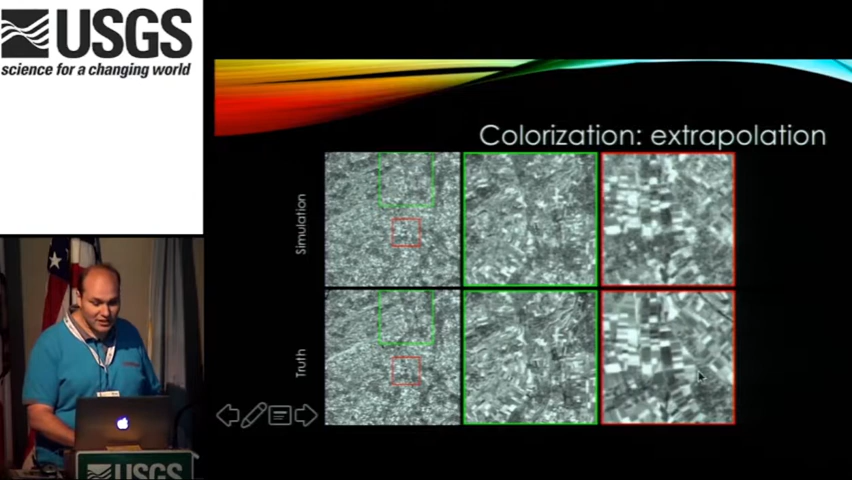 USGS
science for a changing world
Colorization: extrapolation
Simulation
Truth
USGS